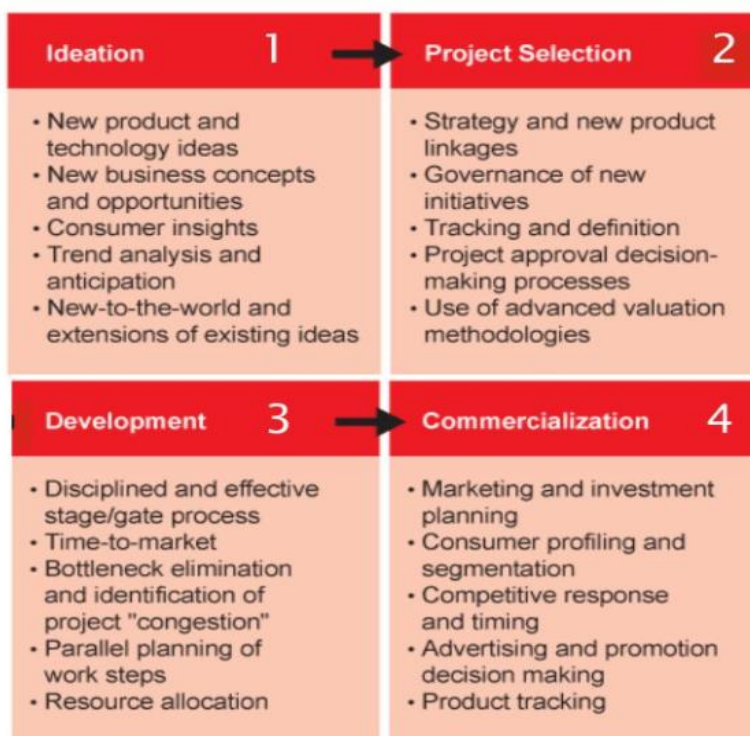 Ideation 1
• New product and
technology ideas
• New business concepts
and opportunities
• Consumer insights
• Trend analysis and
anticipation
• New-to-the-world and
extensions of existing ideas
Project Selection 2
• Strategy and new product
linkages
• Governance of new
initiatives
• Tracking and definition
• Project approval decision-
making processes
• Use of advanced valuation
methodologies
Development 3
• Disciplined and effective
stage/gate process
• Time-to-market
• Bottleneck elimination
and identification of
project "congestion"
• Parallel planning of
work steps
• Resource allocation
Commercialization 4
• Marketing and investment
planning
• Consumer profiling and
segmentation
• Competitive response
and timing
• Advertising and promotion
decision making
• Product tracking